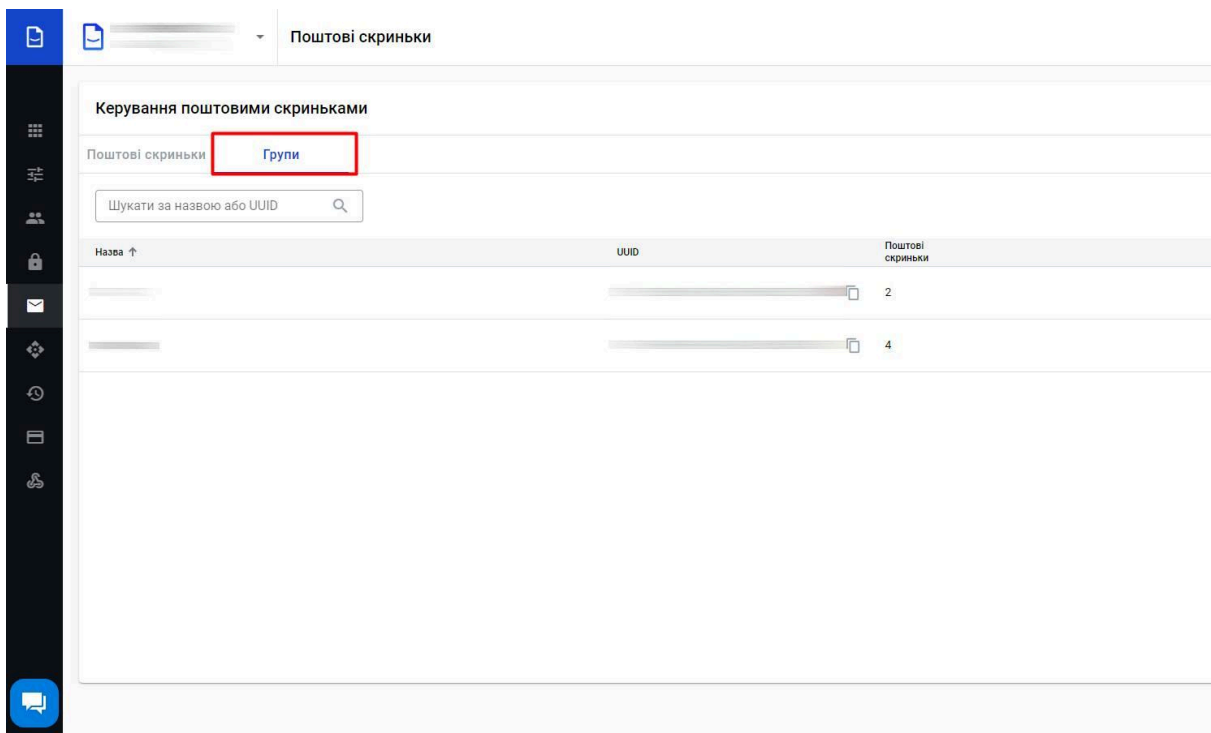 Поштові скриньки
Керування поштовими скриньками
Поштові скриньки Групи
Шукати за назвою або UUID
Назва ↑ UUID Поштові скриньки
2
4